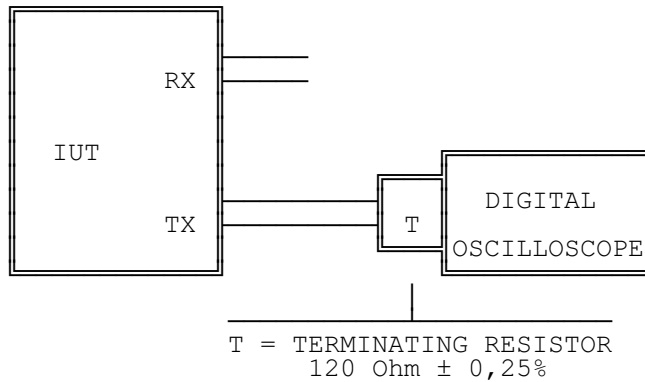 RX
IUT
TX
T
DIGITAL
OSCILLOSCOPE
T = TERMINATING RESISTOR
120 Ohm ± 0,25%